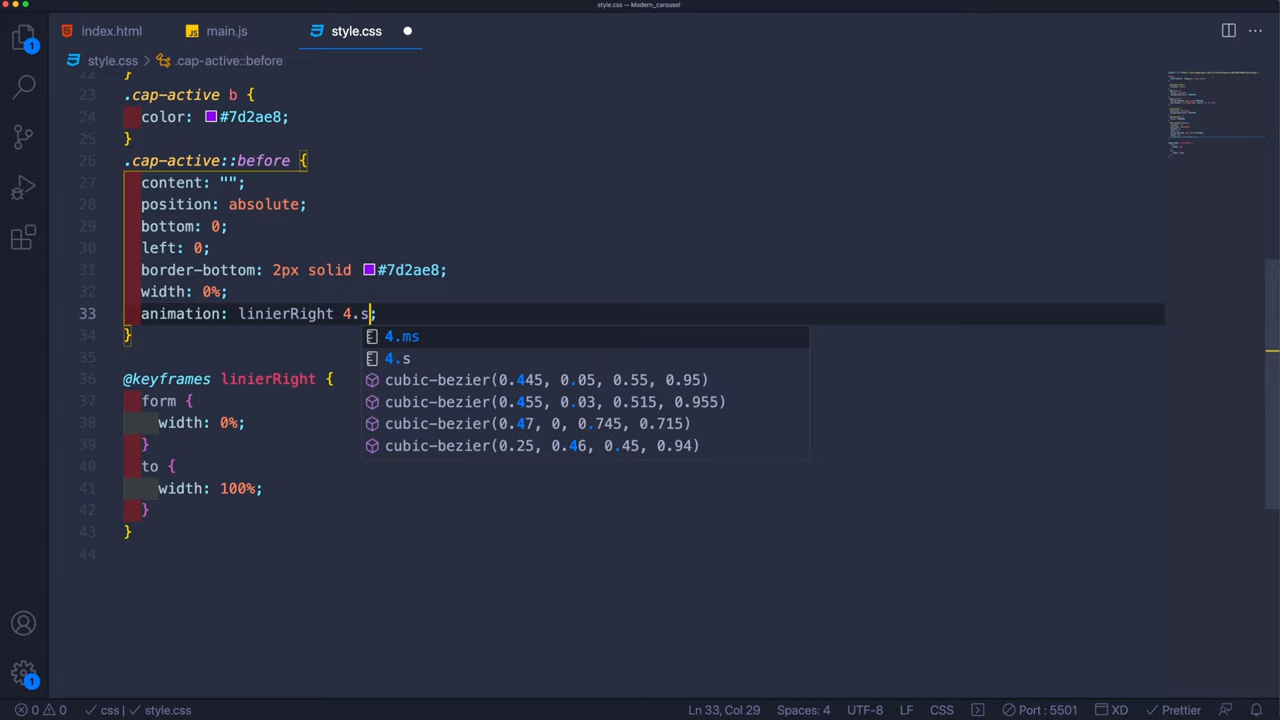 style.css — Modern_carousel
index.html
main.js
style.css
style.css > .cap-active::before
22 }
23 .cap-active b {
24 color: #7d2ae8;
25 }
26 .cap-active::before {
27 content: "";
28 position: absolute;
29 bottom: 0;
30 left: 0;
31 border-bottom: 2px solid #7d2ae8;
32 width: 0%;
33 animation: linierRight 4.s;
4.ms
34 }
4.s
35
36 @keyframes linierRight {
cubic-bezier(0.445, 0.05, 0.55, 0.95)
37 form {
cubic-bezier(0.455, 0.03, 0.515, 0.955)
38 width: 0%;
cubic-bezier(0.47, 0, 0.745, 0.715)
39 }
cubic-bezier(0.25, 0.46, 0.45, 0.94)
40 to {
41 width: 100%;
42 }
43 }
44
1
1
0 0 css | style.css Ln 33, Col 29 Spaces: 4 UTF-8 LF CSS Port : 5501 XD Prettier